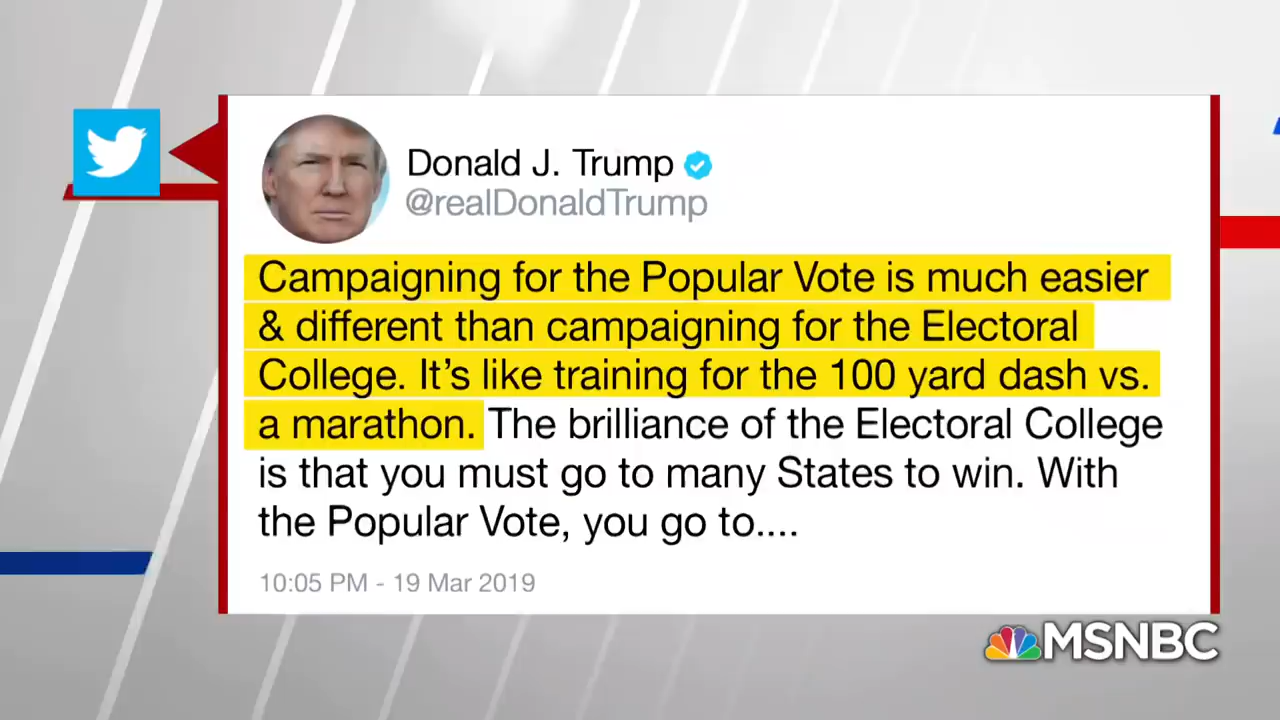 Donald J. Trump
@realDonaldTrump
Campaigning for the Popular Vote is much easier
& different than campaigning for the Electoral
College. It’s like training for the 100 yard dash vs.
a marathon. The brilliance of the Electoral College
is that you must go to many States to win. With
the Popular Vote, you go to....
10:05 PM - 19 Mar 2019
MSNBC